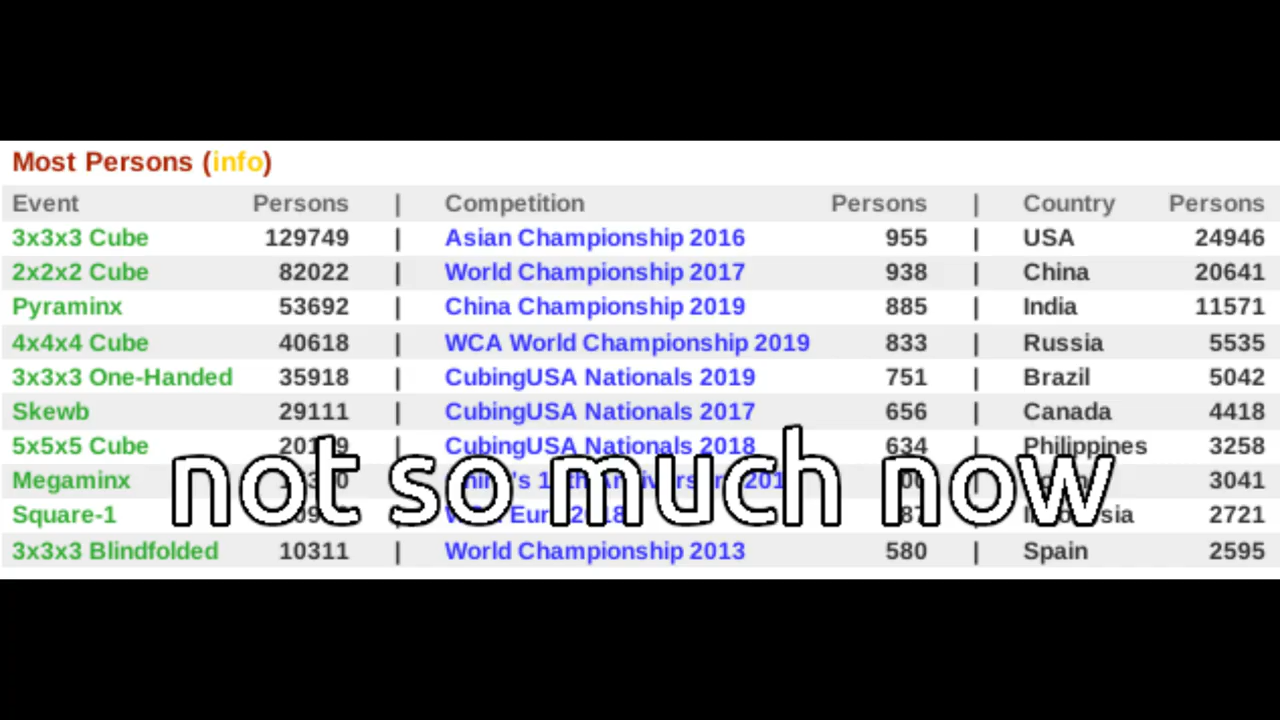 Most Persons (info)
Event Persons | Competition Persons | Country Persons
3x3x3 Cube 129749 | Asian Championship 2016 955 | USA 24946
2x2x2 Cube 82022 | World Championship 2017 938 | China 20641
Pyraminx 53692 | China Championship 2019 885 | India 11571
4x4x4 Cube 40618 | WCA World Championship 2019 833 | Russia 5535
3x3x3 One-Handed 35918 | CubingUSA Nationals 2019 751 | Brazil 5042
Skewb 29111 | CubingUSA Nationals 2017 656 | Canada 4418
5x5x5 Cube | CubingUSA Nationals 2018 634 | Philippines 3258
Megaminx | | 3041
not so much now
Square-1 | | 2721
3x3x3 Blindfolded 10311 | World Championship 2013 580 | Spain 2595